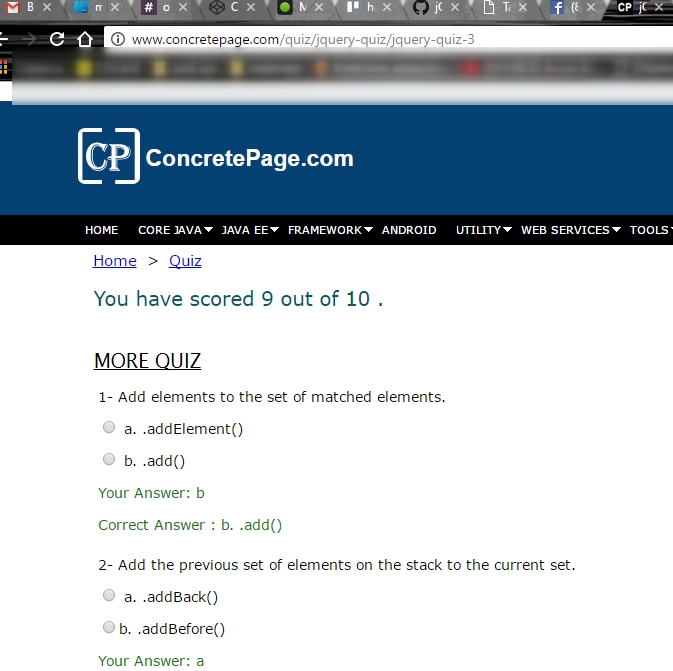 B
n
o
C
M
h
jC
T
(8
CP jC
www.concretepage.com/quiz/jquery-quiz/jquery-quiz-3
CP ConcretePage.com
HOME CORE JAVA JAVA EE FRAMEWORK ANDROID UTILITY WEB SERVICES TOOLS
Home > Quiz
You have scored 9 out of 10 .
MORE QUIZ
1- Add elements to the set of matched elements.
a. .addElement()
b. .add()
Your Answer: b
Correct Answer : b. .add()
2- Add the previous set of elements on the stack to the current set.
a. .addBack()
b. .addBefore()
Your Answer: a